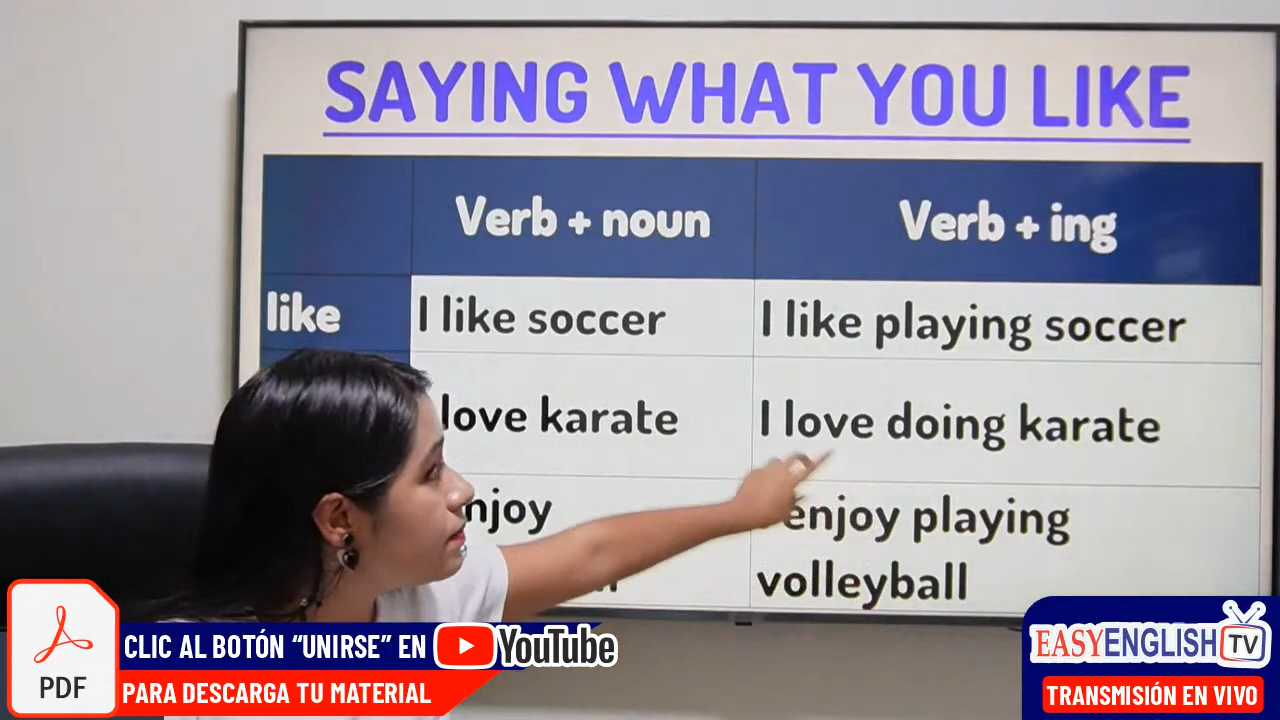 SAYING WHAT YOU LIKE
Verb + noun
Verb + ing
like
I like soccer
I like playing soccer
love karate
I love doing karate
enjoy playing
volleyball
PDF
CLIC AL BOTÓN “UNIRSE” EN YouTube
PARA DESCARGA TU MATERIAL
EASYENGLISH TV
TRANSMISIÓN EN VIVO